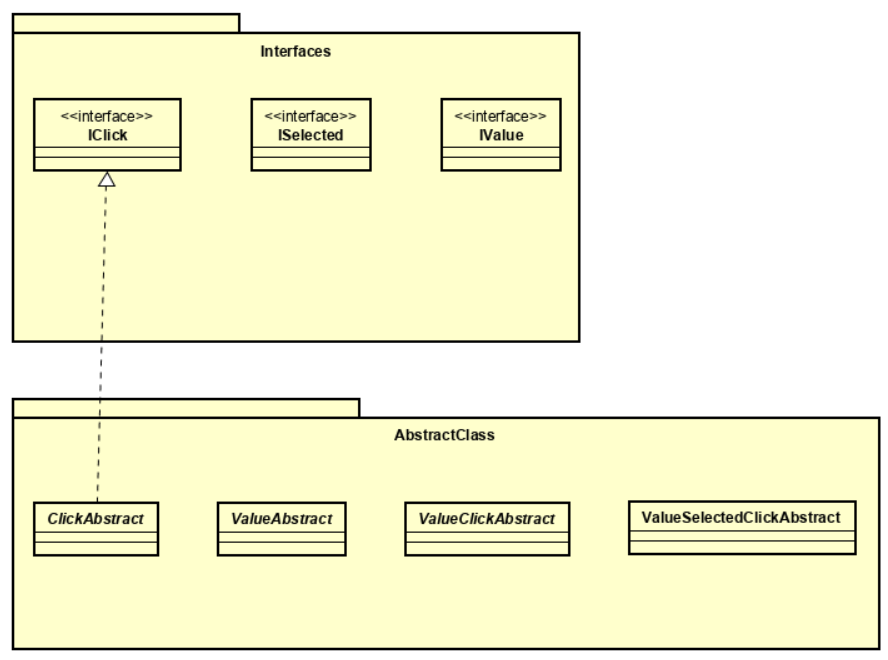 Interfaces
<<interface>>
IClick
<<interface>>
ISelected
<<interface>>
IValue
AbstractClass
ClickAbstract
ValueAbstract
ValueClickAbstract
ValueSelectedClickAbstract